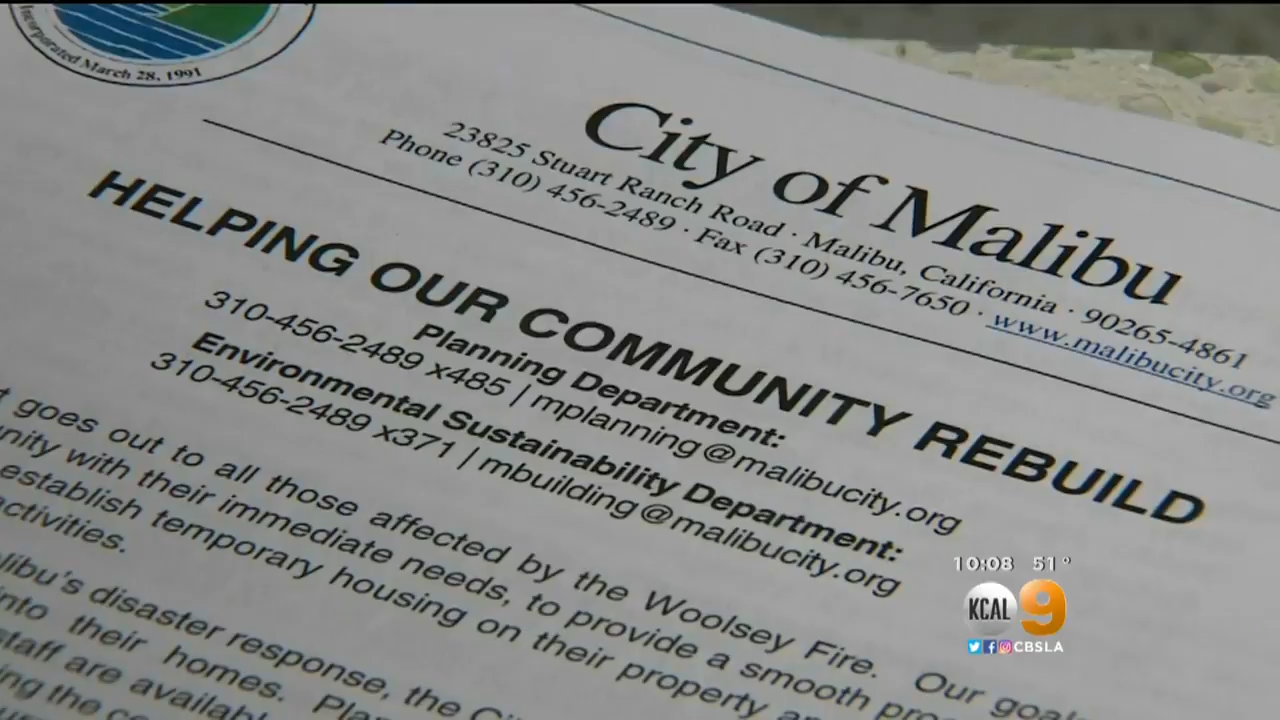 Incorporated March 28, 1991
City of Malibu
23825 Stuart Ranch Road · Malibu, California · 90265-4861
Phone (310) 456-2489 · Fax (310) 456-7650 · www.malibucity.org
HELPING OUR COMMUNITY REBUILD
Planning Department:
310-456-2489 x485 | mplanning@malibucity.org
Environmental Sustainability Department:
310-456-2489 x371 | mbuilding@malibucity.org
goes out to all those affected by the Woolsey Fire. Our
with their immediate needs, to provide a smooth
establish temporary housing on their property
activities.
disaster response, the
into their homes.
staff are
the
10:08 51°
KCAL 9
CBSLA